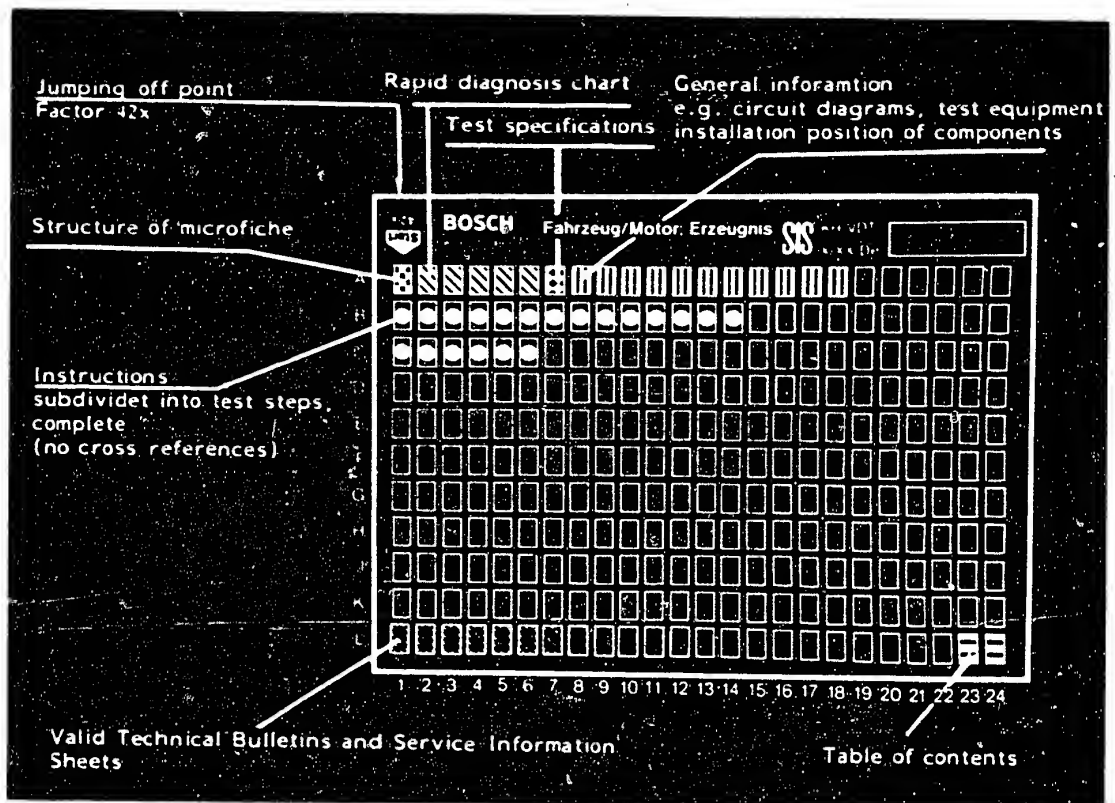 Jumping off point
Factor 42x
Rapid diagnosis chart
Test specifications
General inforamtion
e.g. circuit diagrams, test equipment
installation position of components
Structure of microfiche
BOSCH Fahrzeug/Motor: Erzeugnis SIS
A
Instructions
subdividet into test steps,
complete
(no cross references)
G
H
K
L
1 2 3 4 5 6 7 8 9 10 11 12 13 14 15 16 17 18 19 20 21 22 23 24
Valid Technical Bulletins and Service Information
Sheets
Table of contents